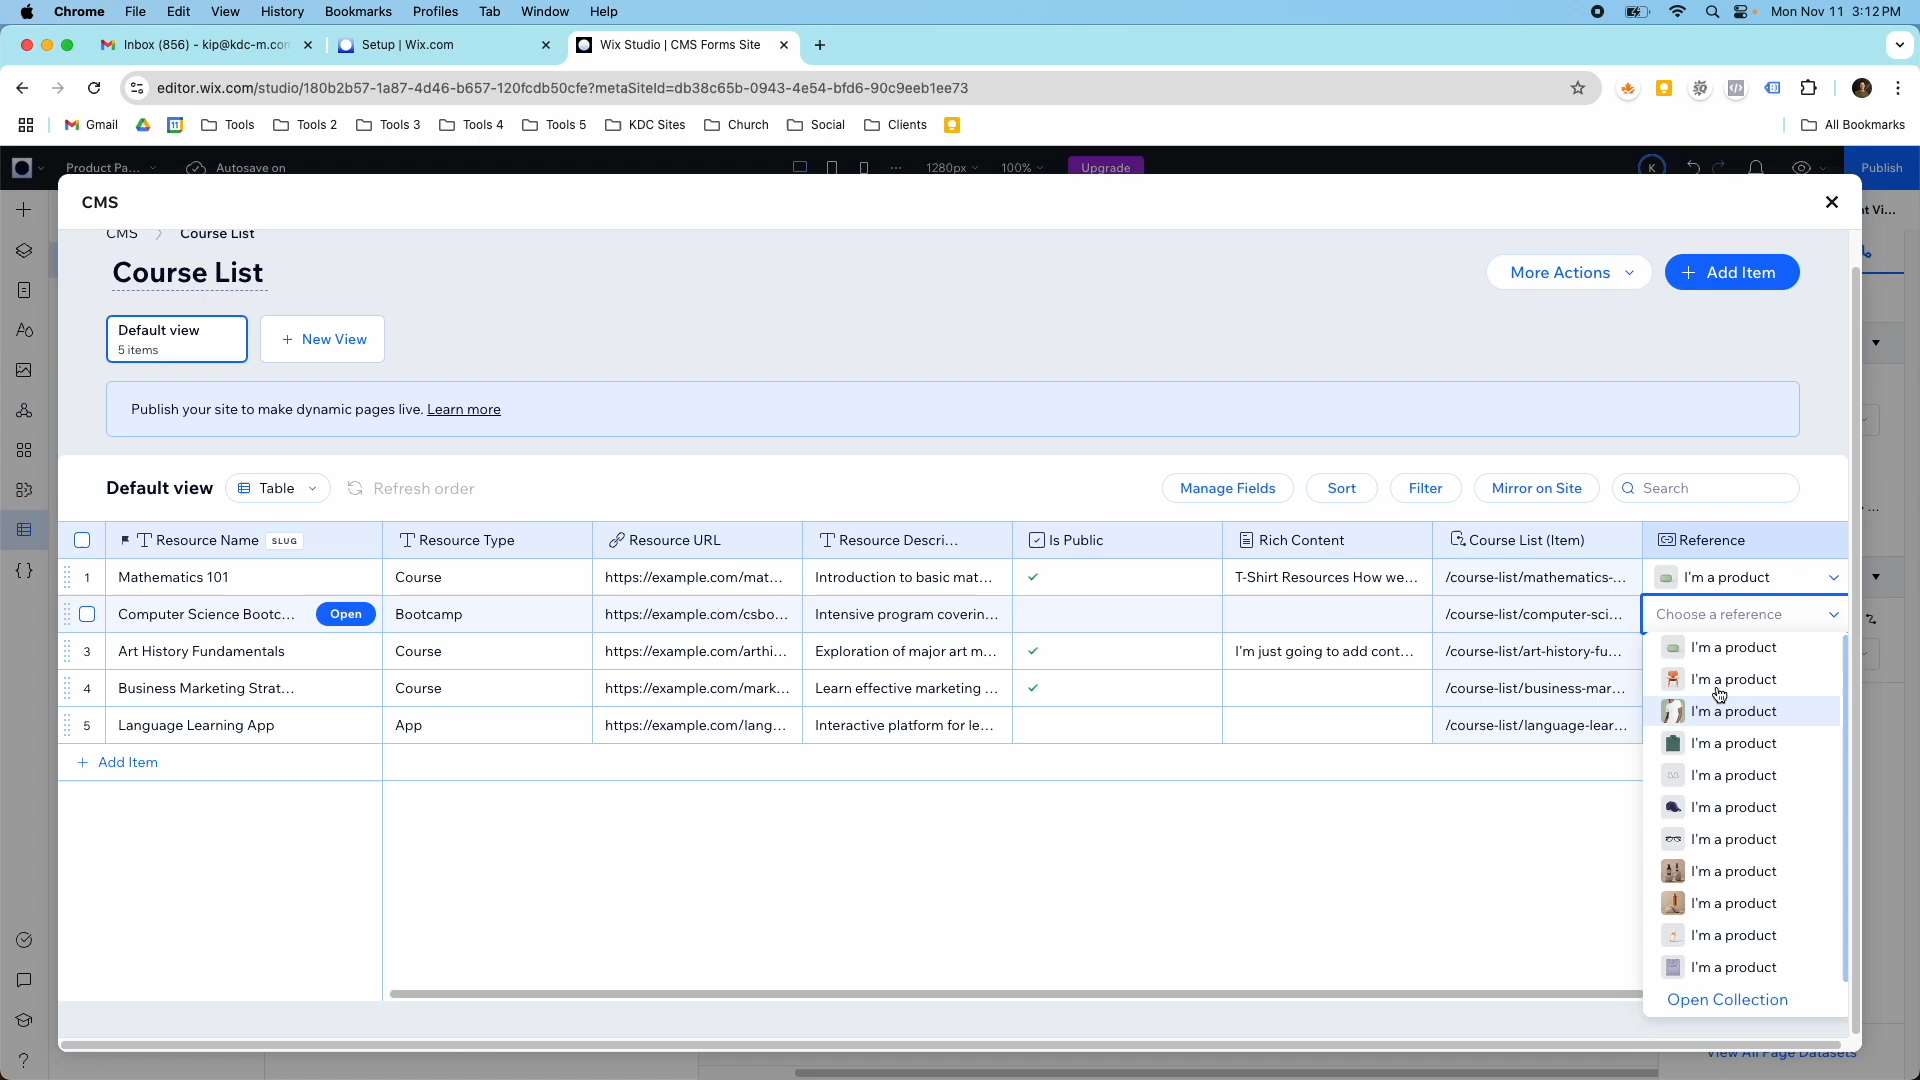 Chrome File Edit View History Bookmarks Profiles Tab Window Help Mon Nov 11 3:12 PM
Inbox (856) - kip@kdc-m.con Setup | Wix.com Wix Studio | CMS Forms Site
editor.wix.com/studio/180b2b57-1a87-4d46-b657-120fcdb50cfe?metaSiteId=db38c65b-0943-4e54-bfd6-90c9eeb1ee73
Gmail Tools Tools 2 Tools 3 Tools 4 Tools 5 KDC Sites Church Social Clients All Bookmarks
Product Pa... Autosave on 1280px 100% Upgrade K Publish
CMS
CMS > Course List
Course List
More Actions + Add Item
Default view
5 items
+ New View
Publish your site to make dynamic pages live. Learn more
Default view Table Refresh order Manage Fields Sort Filter Mirror on Site Search
Resource Name SLUG Resource Type Resource URL Resource Descri... Is Public Rich Content Course List (Item) Reference
1 Mathematics 101 Course https://example.com/mat... Introduction to basic mat... T-Shirt Resources How we... /course-list/mathematics-... I'm a product
Computer Science Bootc... Open Bootcamp https://example.com/csbo... Intensive program coverin... /course-list/computer-sci... Choose a reference
3 Art History Fundamentals Course https://example.com/arthi... Exploration of major art m... I'm just going to add cont... /course-list/art-history-fu... I'm a product
4 Business Marketing Strat... Course https://example.com/mark... Learn effective marketing ... /course-list/business-mar... I'm a product
5 Language Learning App App https://example.com/lang... Interactive platform for le... /course-list/language-lear... I'm a product
I'm a product
+ Add Item
I'm a product
I'm a product
I'm a product
I'm a product
I'm a product
I'm a product
I'm a product
Open Collection
View All Page Datasets